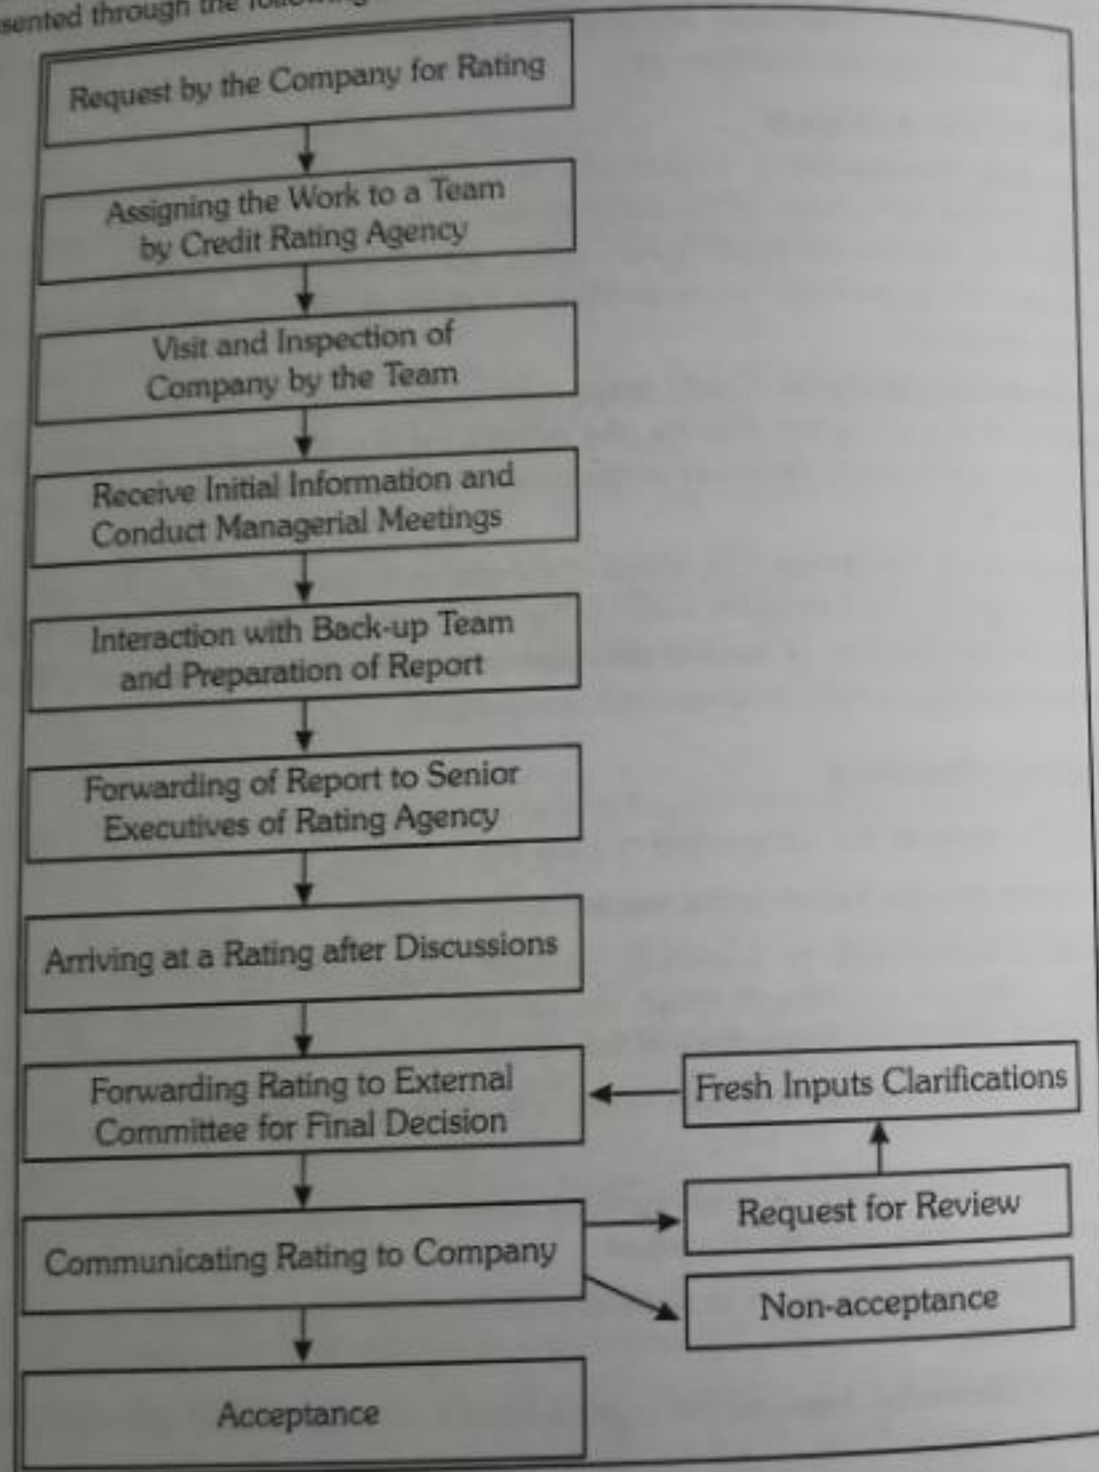 sented through the following
Request by the Company for Rating
Assigning the Work to a Team
by Credit Rating Agency
Visit and Inspection of
Company by the Team
Receive Initial Information and
Conduct Managerial Meetings
Interaction with Back-up Team
and Preparation of Report
Forwarding of Report to Senior
Executives of Rating Agency
Arriving at a Rating after Discussions
Forwarding Rating to External
Committee for Final Decision
Fresh Inputs Clarifications
Communicating Rating to Company
Request for Review
Non-acceptance
Acceptance